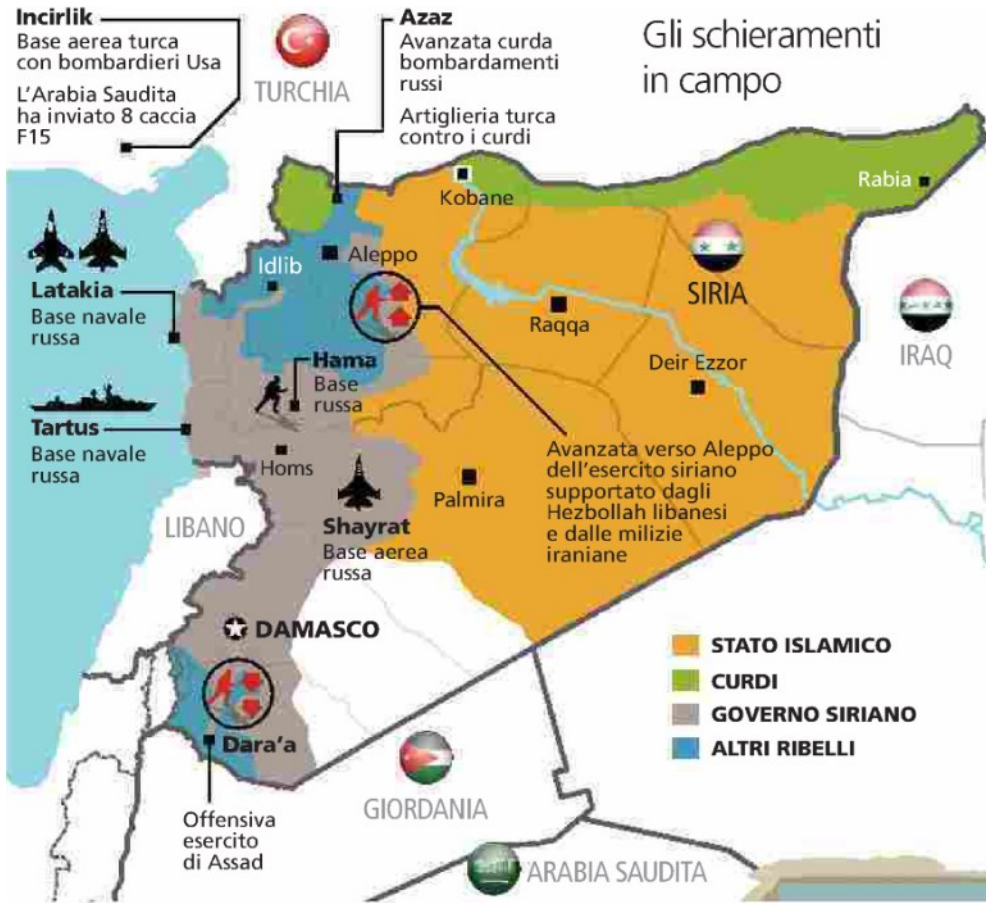 Incirlik
Base aerea turca
con bombardieri Usa
L'Arabia Saudita
ha inviato 8 caccia
F15
TURCHIA
Azaz
Avanzata curda
bombardamenti
russi
Artiglieria turca
contro i curdi
Gli schieramenti
in campo
Kobane
Rabia
Aleppo
Idlib
Latakia
Base navale
russa
SIRIA
Raqqa
IRAQ
Hama
Base
russa
Deir Ezzor
Tartus
Base navale
russa
Homs
Palmira
Avanzata verso Aleppo
dell'esercito siriano
supportato dagli
Hezbollah libanesi
e dalle milizie
iraniane
LIBANO
Shayrat
Base aerea
russa
DAMASCO
STATO ISLAMICO
CURDI
GOVERNO SIRIANO
ALTRI RIBELLI
Dara'a
GIORDANIA
Offensiva
esercito
di Assad
ARABIA SAUDITA